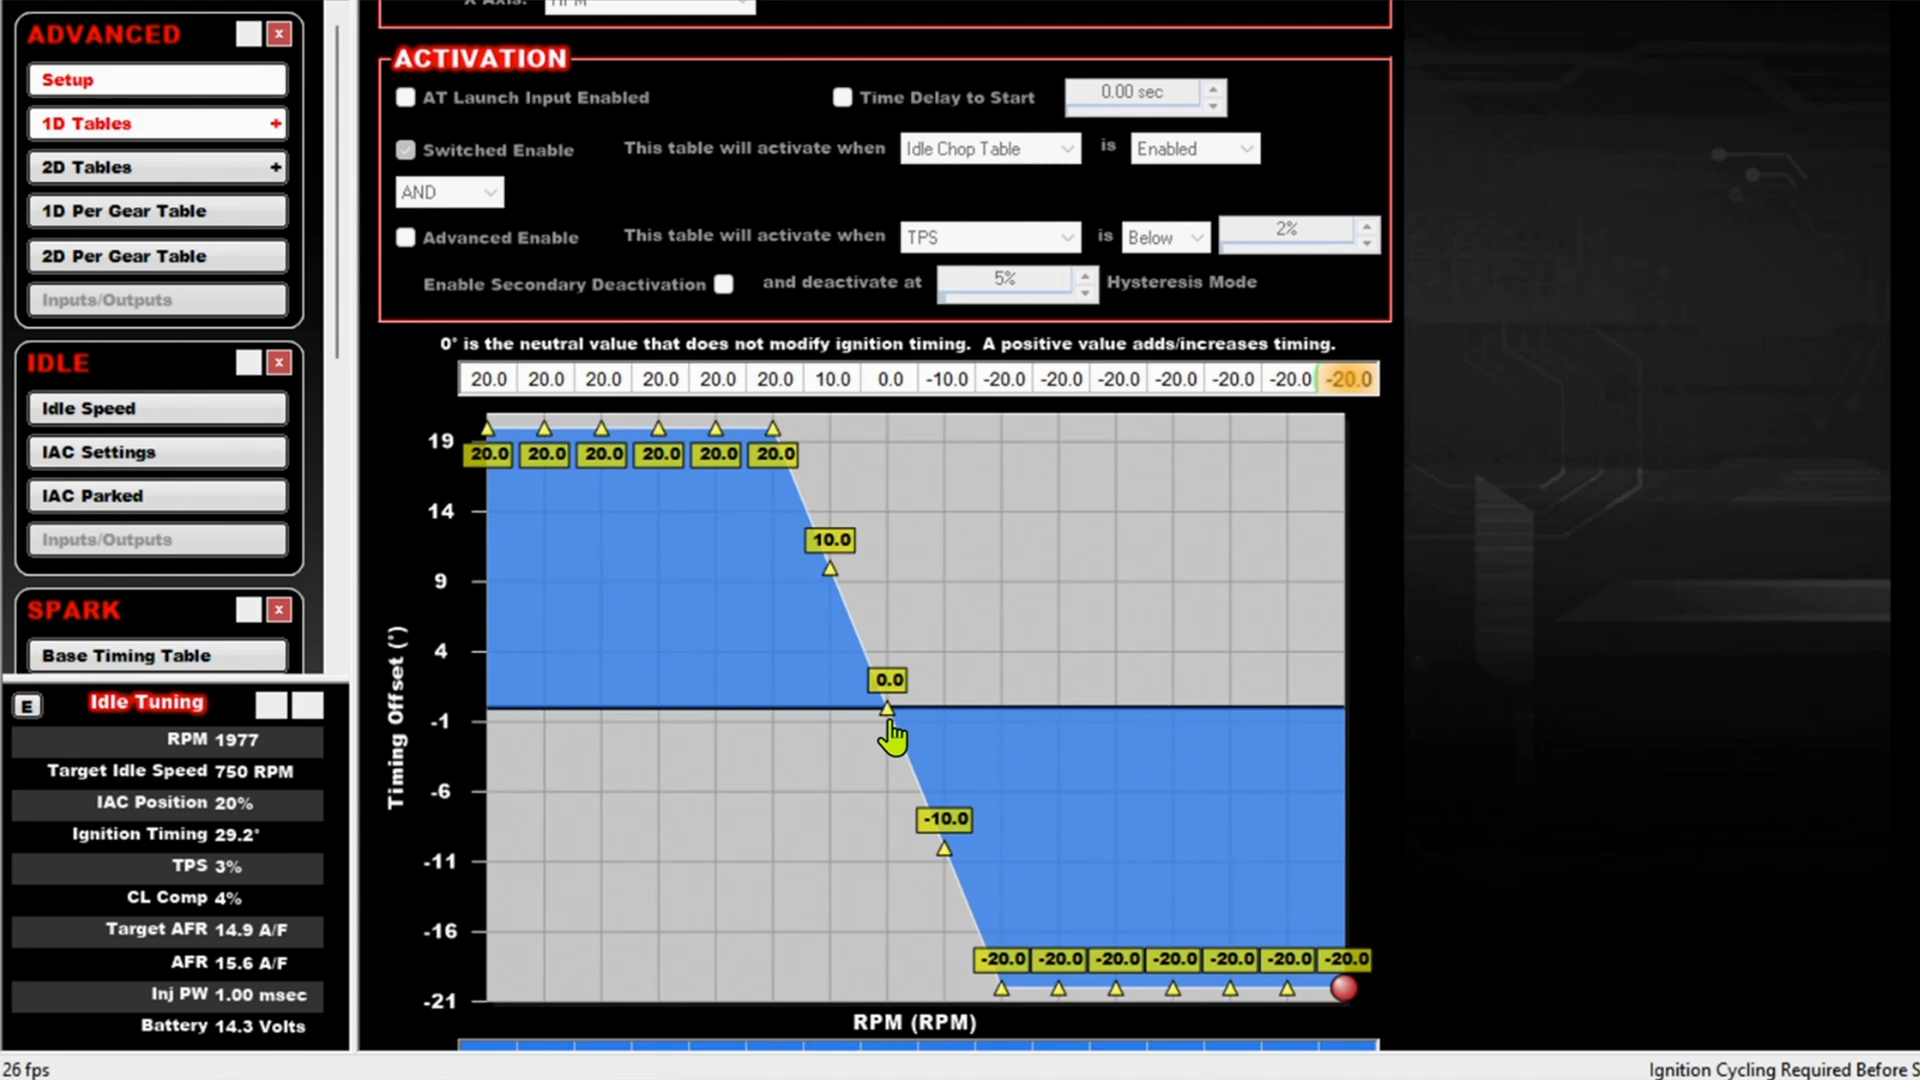 ADVANCED
x
Setup
1D Tables +
2D Tables +
1D Per Gear Table
2D Per Gear Table
Inputs/Outputs
IDLE
x
Idle Speed
IAC Settings
IAC Parked
Inputs/Outputs
SPARK
x
Base Timing Table
E
Idle Tuning
RPM 1977
Target Idle Speed 750 RPM
IAC Position 20%
Ignition Timing 29.2°
TPS 3%
CL Comp 4%
Target AFR 14.9 A/F
AFR 15.6 A/F
Inj PW 1.00 msec
Battery 14.3 Volts
26 fps
ACTIVATION
AT Launch Input Enabled
Time Delay to Start 0.00 sec
Switched Enable This table will activate when Idle Chop Table is Enabled
AND
Advanced Enable This table will activate when TPS is Below 2%
Enable Secondary Deactivation and deactivate at 5% Hysteresis Mode
0° is the neutral value that does not modify ignition timing. A positive value adds/increases timing.
20.0 20.0 20.0 20.0 20.0 20.0 10.0 0.0 -10.0 -20.0 -20.0 -20.0 -20.0 -20.0 -20.0 -20.0
19
20.0 20.0 20.0 20.0 20.0 20.0
14
10.0
9
4
0.0
-1
Timing Offset (°)
-6
-10.0
-11
-16
-20.0 -20.0 -20.0 -20.0 -20.0 -20.0 -20.0
-21
RPM (RPM)
Ignition Cycling Required Before S